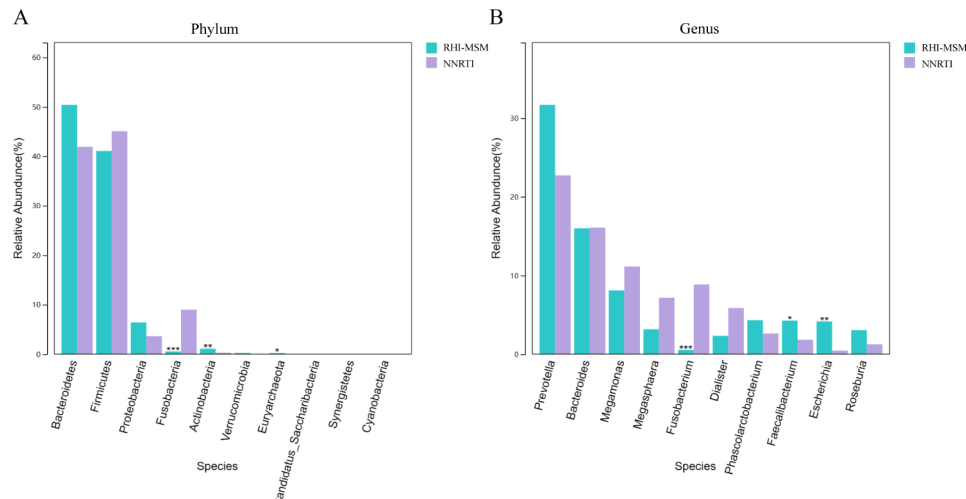 A
Phylum
RHI-MSM
NNRTI
Relative Abundunce(%)
60
50
40
30
20
10
0
***
**
*
Bacteroidetes
Firmicutes
Proteobacteria
Fusobacteria
Actinobacteria
Verrucomicrobia
Euryarchaeota
andidatus_Saccharibacteria
Synergistetes
Cyanobacteria
Species
B
Genus
RHI-MSM
NNRTI
Relative Abundunce(%)
30
20
10
0
***
*
**
Prevotella
Bacteroides
Megamonas
Megasphaera
Fusobacterium
Dialister
Phascolarctobacterium
Faecalibacterium
Escherichia
Roseburia
Species